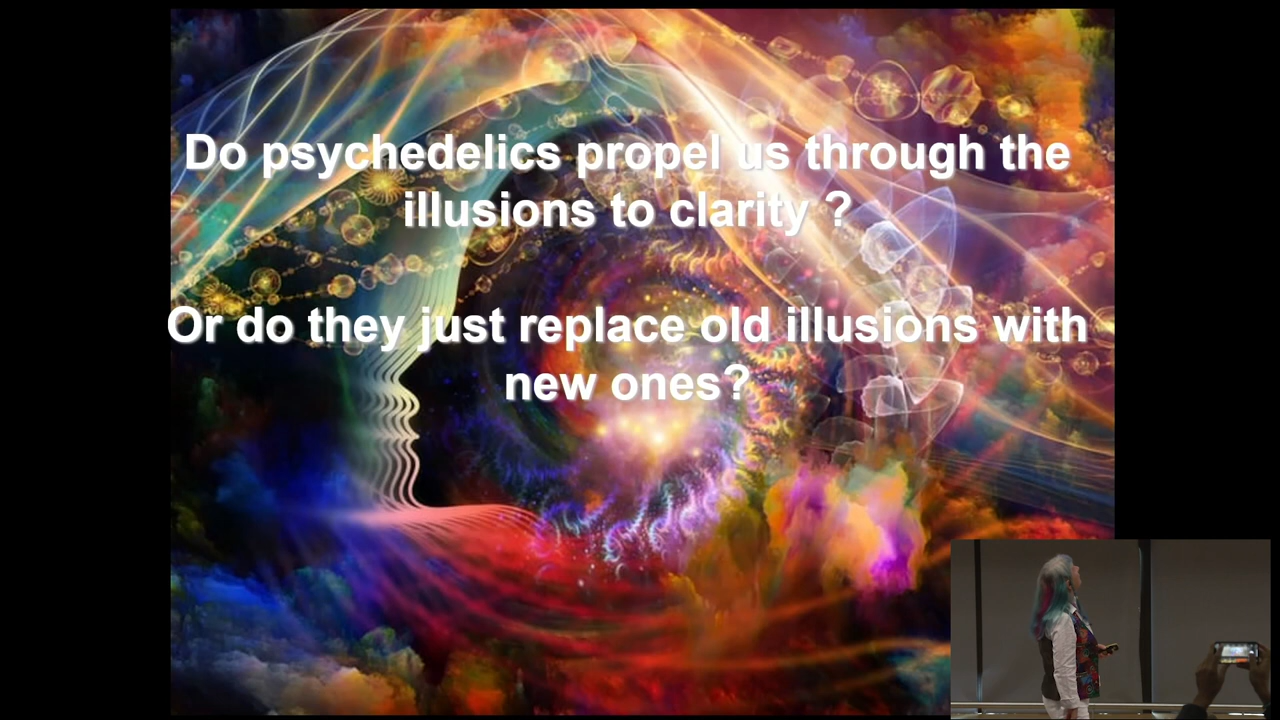 Do psychedelics propel us through the
illusions to clarity ?
Or do they just replace old illusions with
new ones?